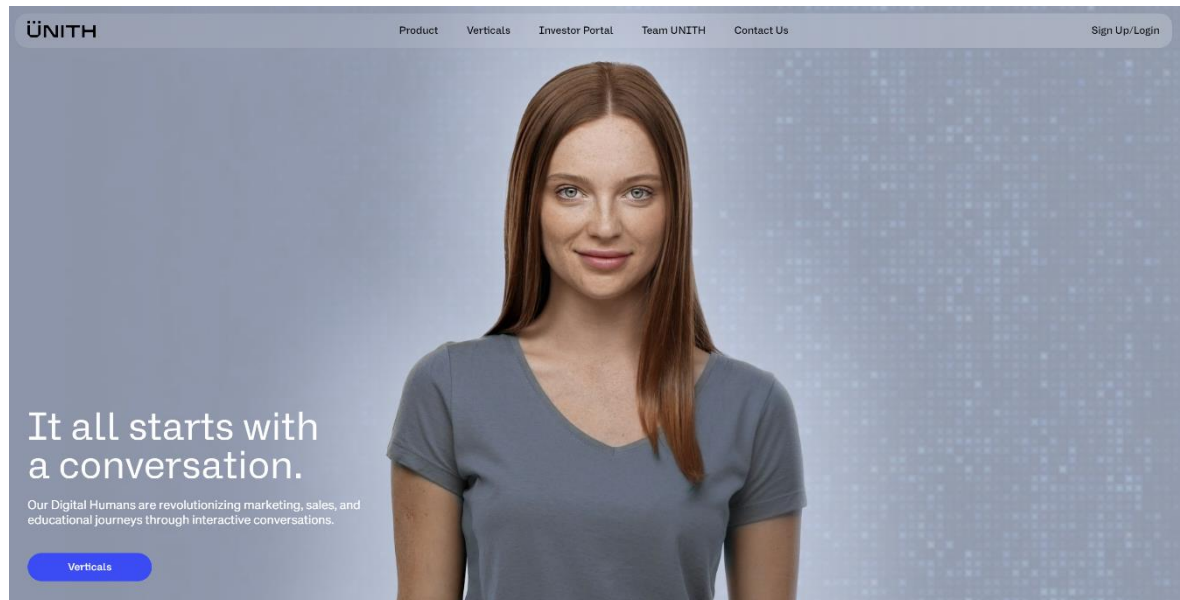 ÜNITH
Product
Verticals
Investor Portal
Team UNITH
Contact Us
Sign Up/Login
It all starts with
a conversation.
Our Digital Humans are revolutionizing marketing, sales, and
educational journeys through interactive conversations.
Verticals